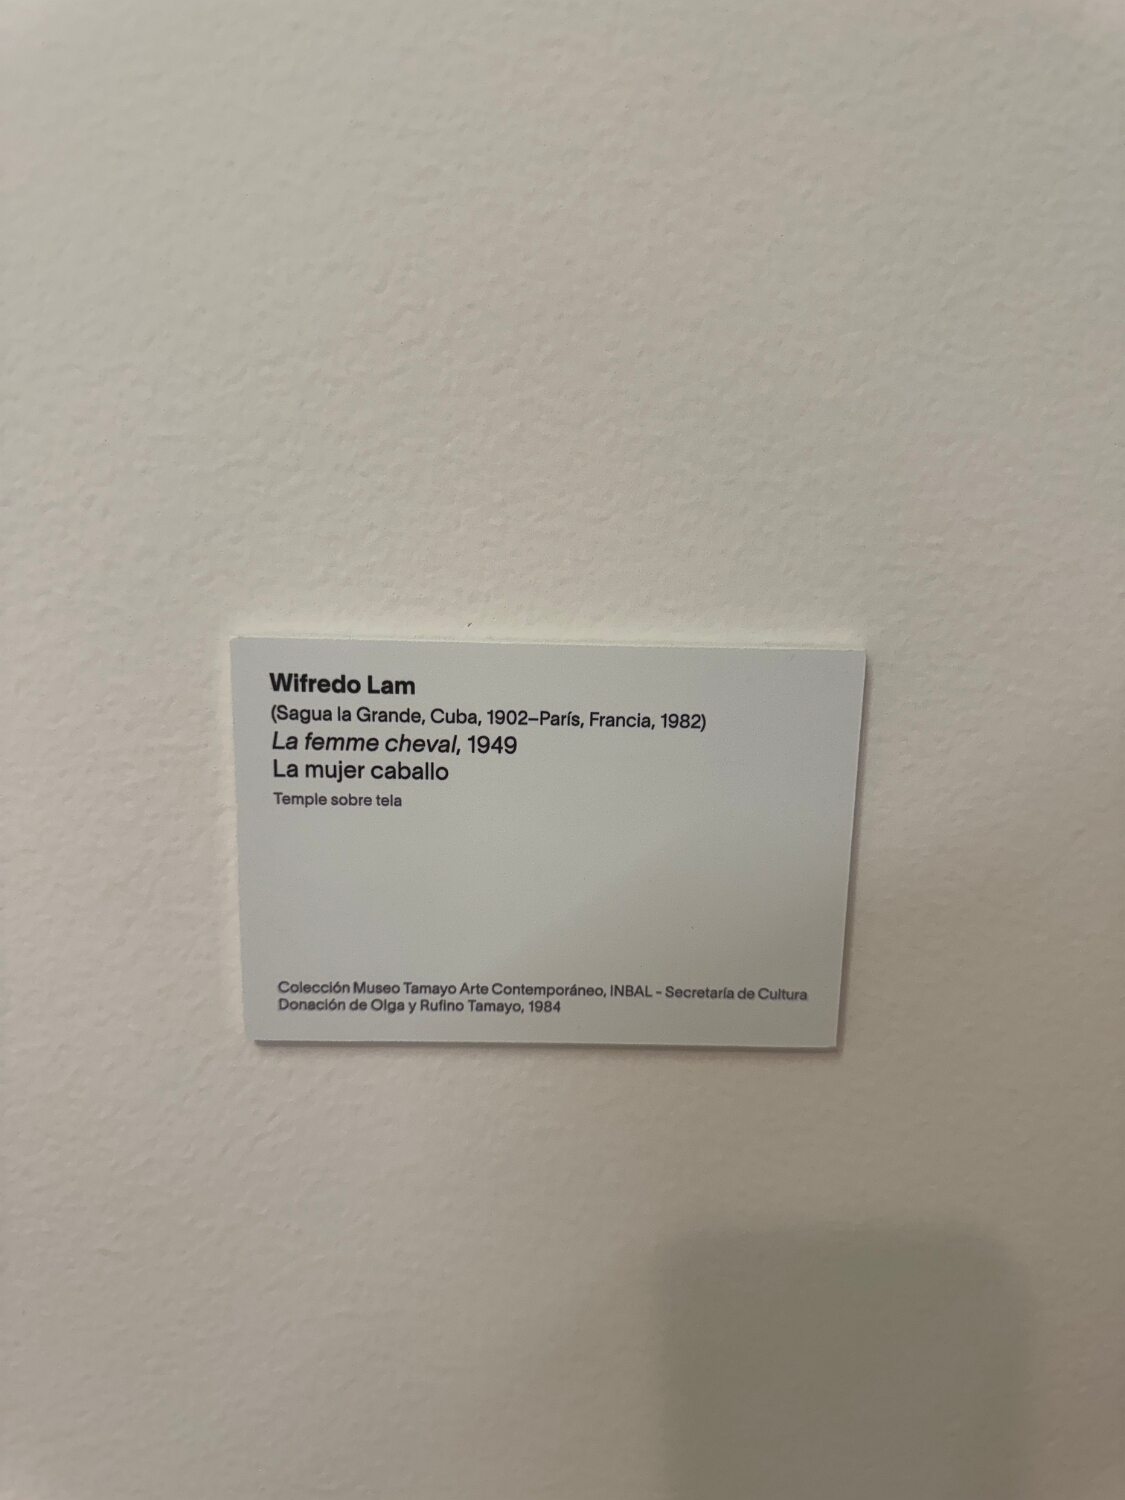 Wifredo Lam
(Sagua la Grande, Cuba, 1902–París, Francia, 1982)
La femme cheval, 1949
La mujer caballo
Temple sobre tela
Colección Museo Tamayo Arte Contemporáneo, INBAL - Secretaría de Cultura
Donación de Olga y Rufino Tamayo, 1984